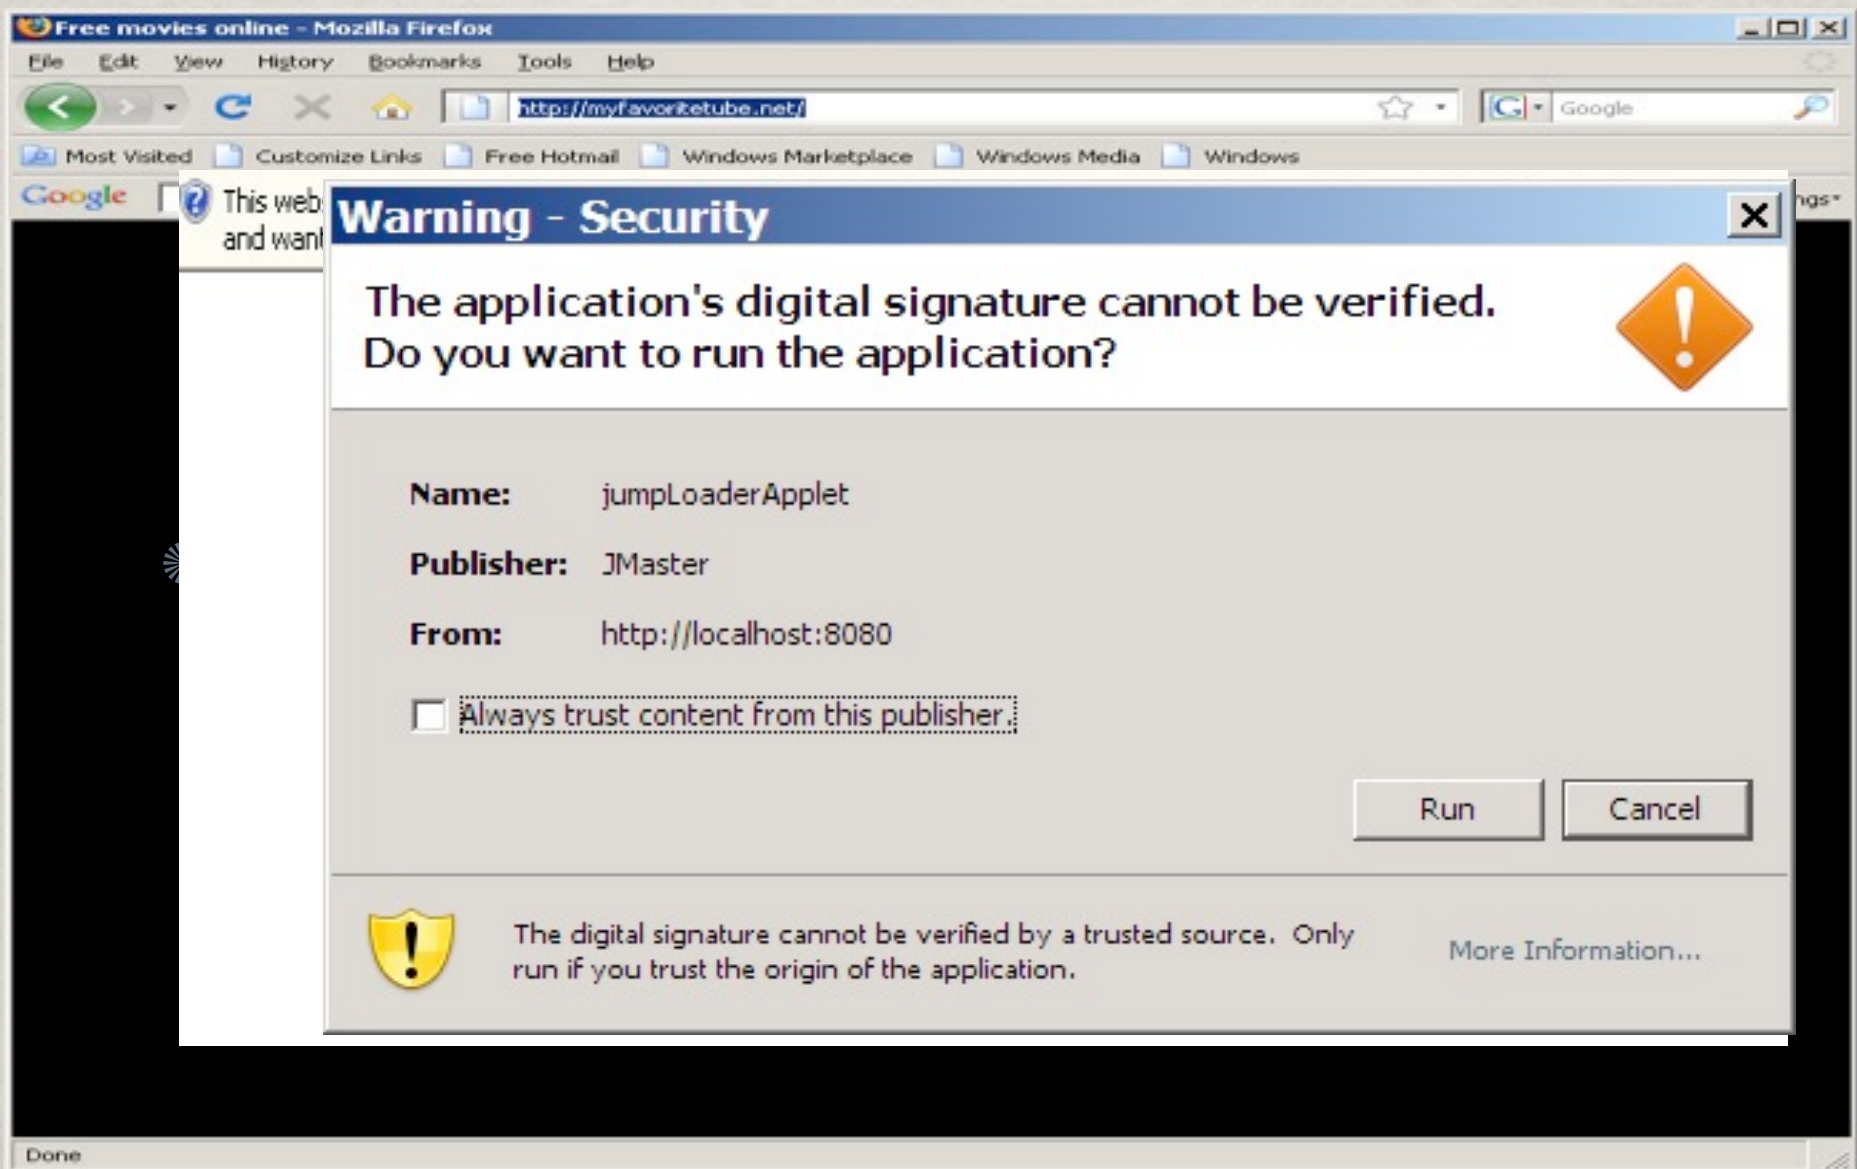 Free movies online - Mozilla Firefox
File Edit View History Bookmarks Tools Help
http://myfavoritetube.net/ Google
Most Visited Customize Links Free Hotmail Windows Marketplace Windows Media Windows
Google
This web
and want
Warning - Security
The application's digital signature cannot be verified.
Do you want to run the application?
Name: jumpLoaderApplet
Publisher: JMaster
From: http://localhost:8080
Always trust content from this publisher.
Run Cancel
The digital signature cannot be verified by a trusted source. Only
run if you trust the origin of the application.
More Information...
Done